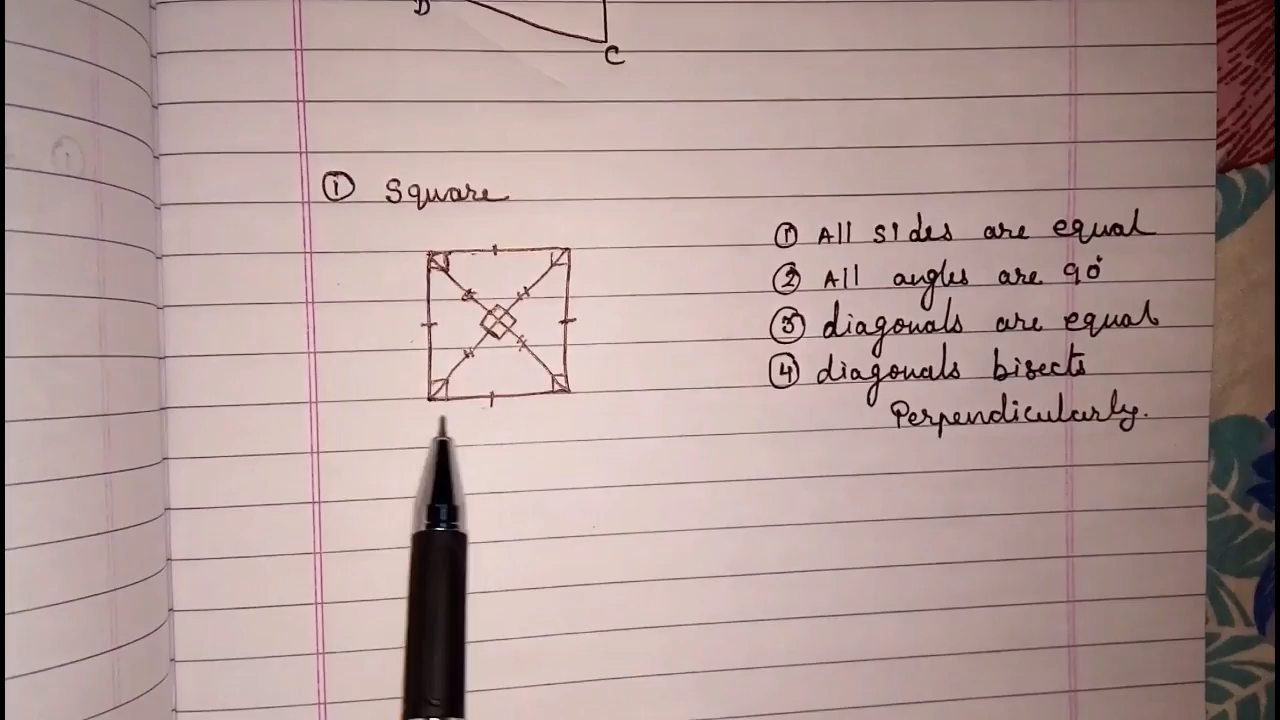 D
C
① Square
① All sides are equal
② All angles are 90°
③ diagonals are equal
④ diagonals bisects
Perpendicularly.